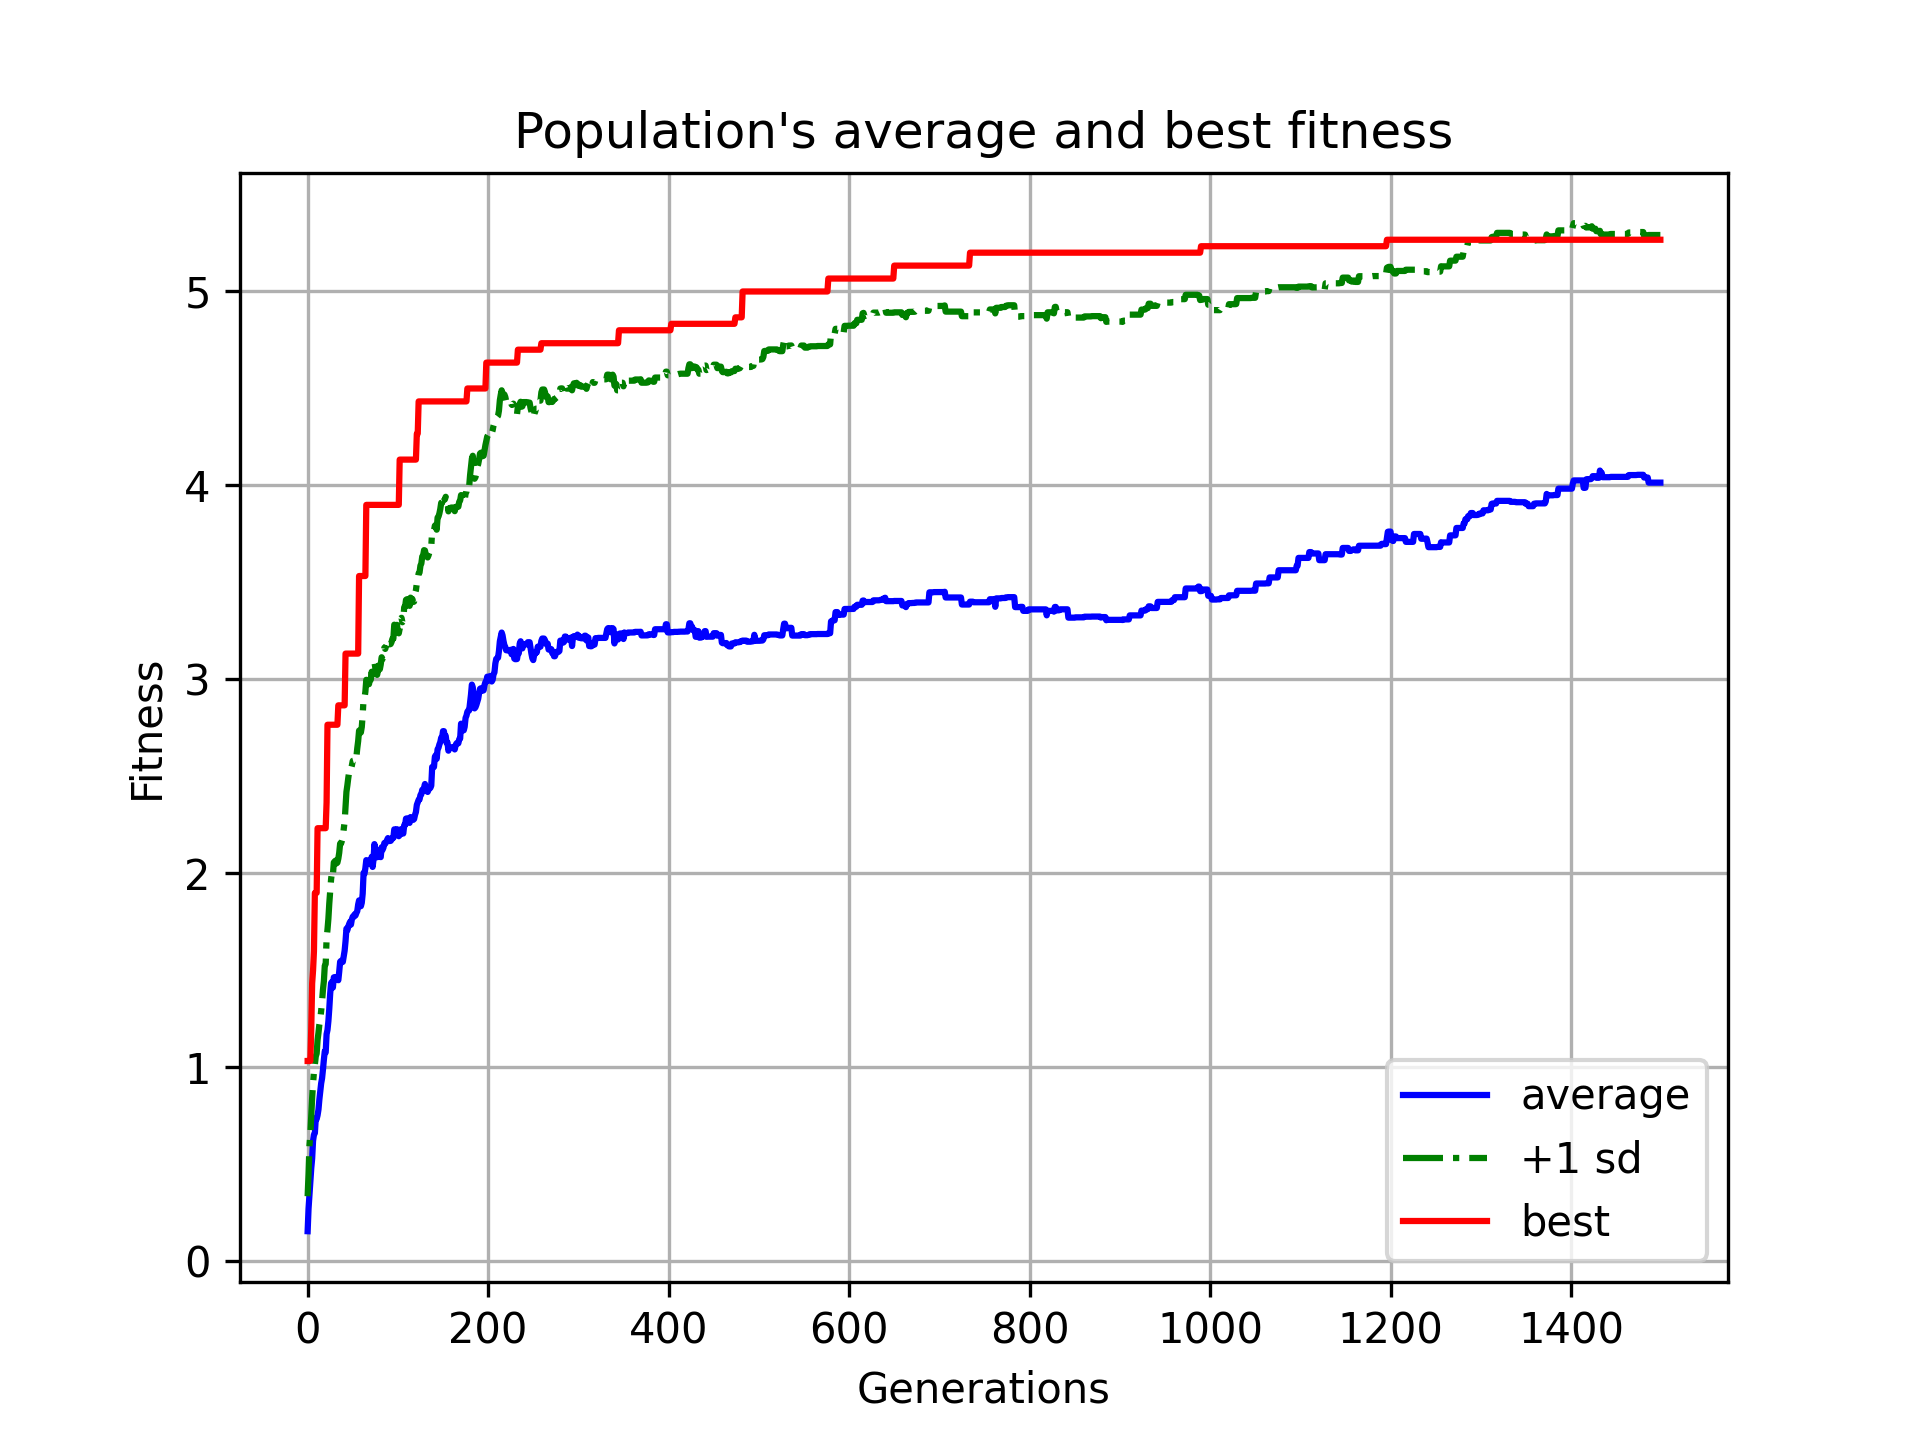 Population's average and best fitness
Fitness
5
4
3
2
1
0
0 200 400 600 800 1000 1200 1400
Generations
average
+1 sd
best